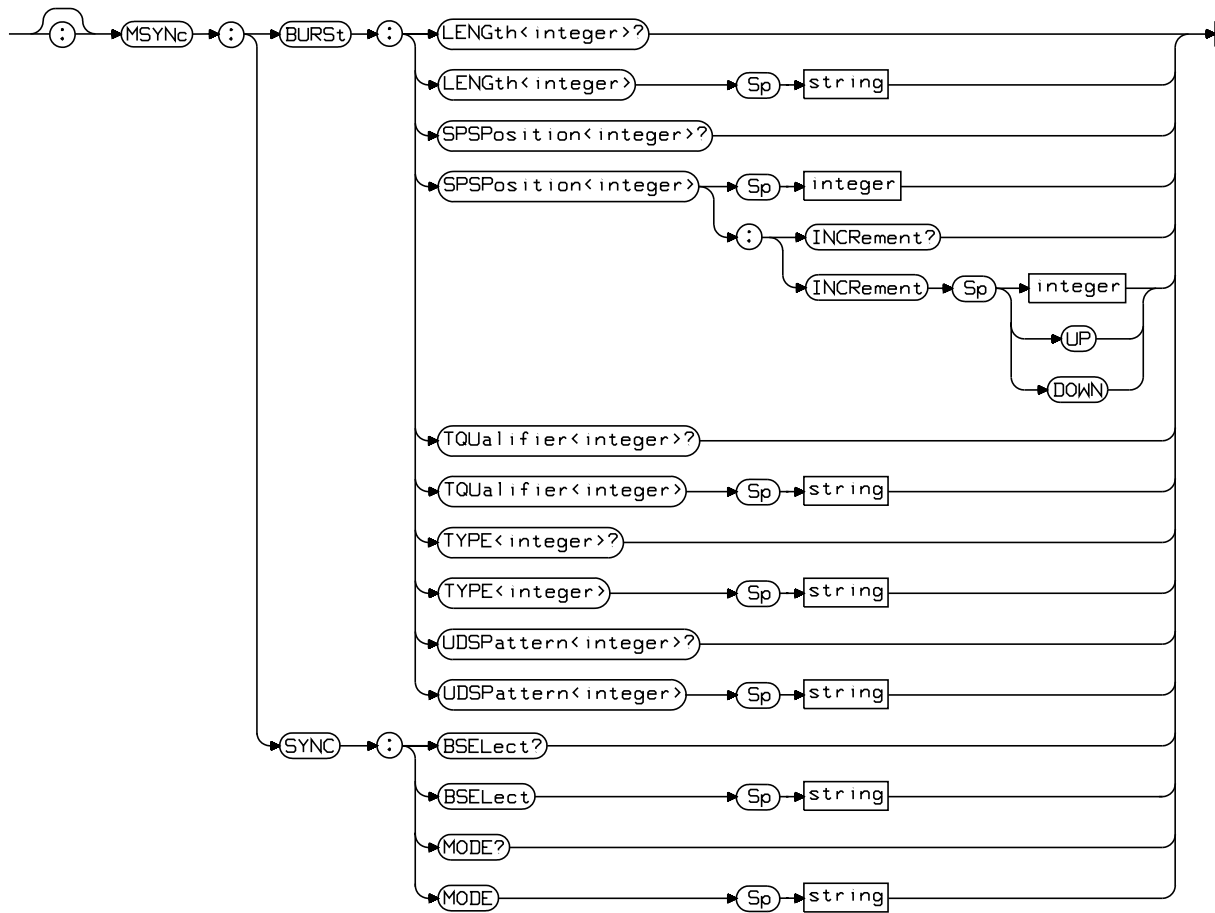 : MSYNc : BURSt : LENGth<integer>?
LENGth<integer> Sp string
SPSPosition<integer>?
SPSPosition<integer> Sp integer
: INCRement?
INCRement Sp integer
UP
DOWN
TQUalifier<integer>?
TQUalifier<integer> Sp string
TYPE<integer>?
TYPE<integer> Sp string
UDSPattern<integer>?
UDSPattern<integer> Sp string
SYNC : BSELect?
BSELect Sp string
MODE?
MODE Sp string